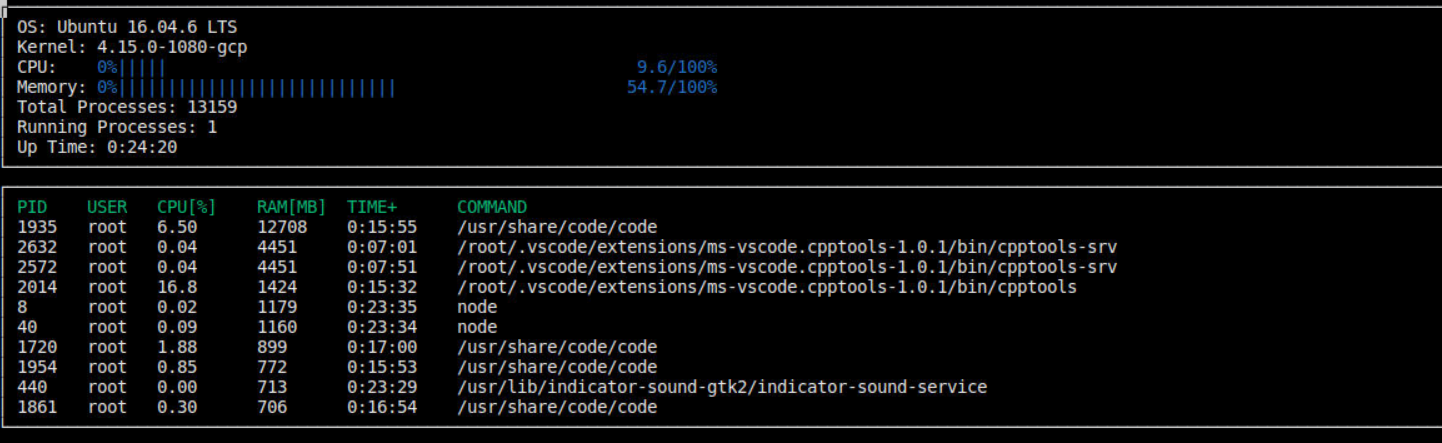 OS: Ubuntu 16.04.6 LTS
Kernel: 4.15.0-1080-gcp
CPU: 0%||||| 9.6/100%
Memory: 0%|||||||||||||||||||||||||||| 54.7/100%
Total Processes: 13159
Running Processes: 1
Up Time: 0:24:20
PID USER CPU[%] RAM[MB] TIME+ COMMAND
1935 root 6.50 12708 0:15:55 /usr/share/code/code
2632 root 0.04 4451 0:07:01 /root/.vscode/extensions/ms-vscode.cpptools-1.0.1/bin/cpptools-srv
2572 root 0.04 4451 0:07:51 /root/.vscode/extensions/ms-vscode.cpptools-1.0.1/bin/cpptools-srv
2014 root 16.8 1424 0:15:32 /root/.vscode/extensions/ms-vscode.cpptools-1.0.1/bin/cpptools
8 root 0.02 1179 0:23:35 node
40 root 0.09 1160 0:23:34 node
1720 root 1.88 899 0:17:00 /usr/share/code/code
1954 root 0.85 772 0:15:53 /usr/share/code/code
440 root 0.00 713 0:23:29 /usr/lib/indicator-sound-gtk2/indicator-sound-service
1861 root 0.30 706 0:16:54 /usr/share/code/code